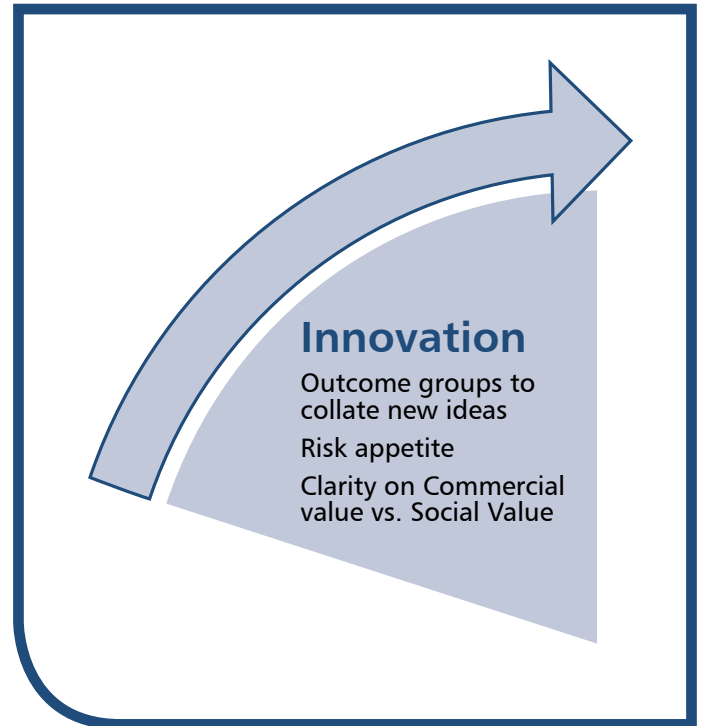 Innovation
Outcome groups to
collate new ideas
Risk appetite
Clarity on Commercial
value vs. Social Value